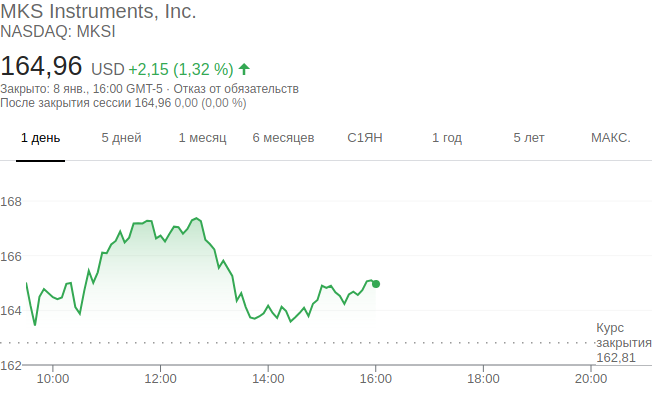 MKS Instruments, Inc.
NASDAQ: MKSI
164,96 USD +2,15 (1,32 %)
Закрыто: 8 янв., 16:00 GMT-5 · Отказ от обязательств
После закрытия сессии 164,96 0,00 (0,00 %)
1 день 5 дней 1 месяц 6 месяцев С1ЯН 1 год 5 лет МАКС.
168
166
164
Курс
закрытия
162,81
162
10:00 12:00 14:00 16:00 18:00 20:00